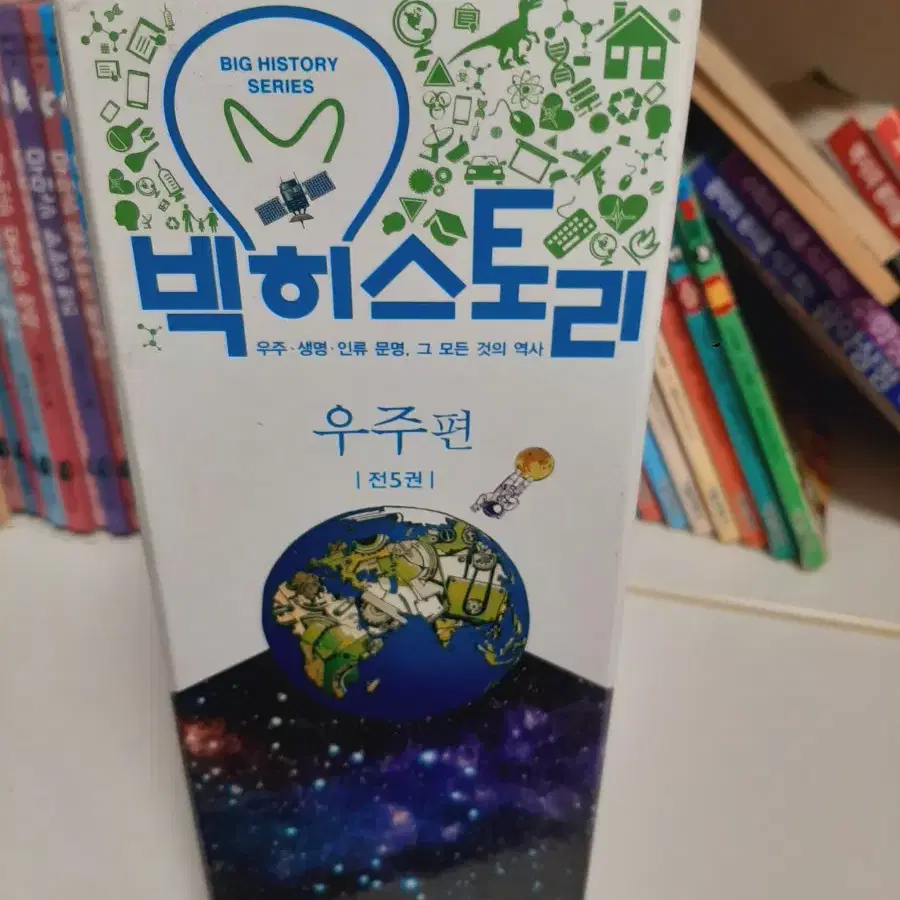 BIG HISTORY
SERIES
빅히스토리
우주·생명·인류 문명, 그 모든 것의 역사
우주편
전5권